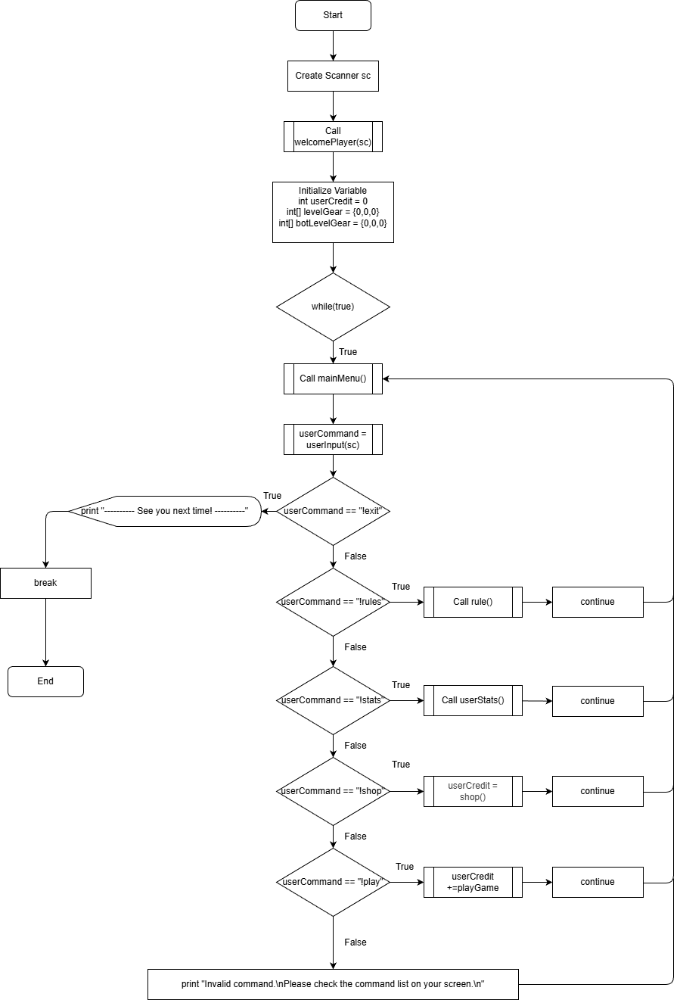 Start
Create Scanner sc
Call
welcomePlayer(sc)
Initialize Variable
int userCredit = 0
int[] levelGear = {0,0,0}
int[] botLevelGear = {0,0,0}
while(true)
True
Call mainMenu()
userCommand =
userInput(sc)
True
print "---------- See you next time! ----------"
userCommand == "!exit"
False
break
True
userCommand == "!rules"
Call rule()
continue
False
End
True
userCommand == "!stats"
Call userStats()
continue
False
True
userCommand == "!shop"
userCredit =
shop()
continue
False
True
userCommand == "!play"
userCredit
+=playGame
continue
False
print "Invalid command.\nPlease check the command list on your screen.\n"